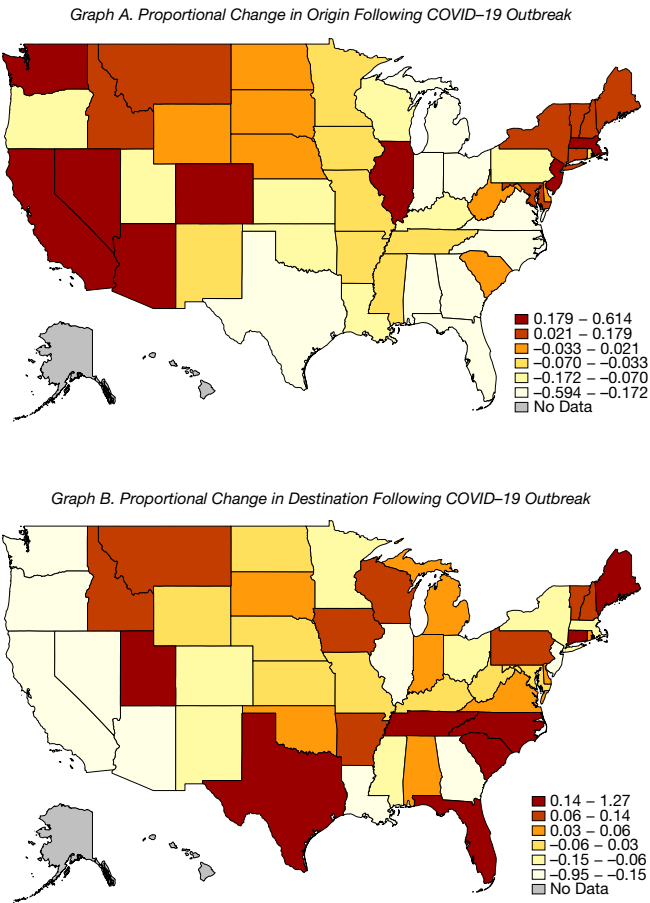 Graph A. Proportional Change in Origin Following COVID–19 Outbreak
0.179 – 0.614
0.021 – 0.179
−0.033 – 0.021
−0.070 – −0.033
−0.172 – −0.070
−0.594 – −0.172
No Data
Graph B. Proportional Change in Destination Following COVID–19 Outbreak
0.14 – 1.27
0.06 – 0.14
0.03 – 0.06
−0.06 – 0.03
−0.15 – −0.06
−0.95 – −0.15
No Data